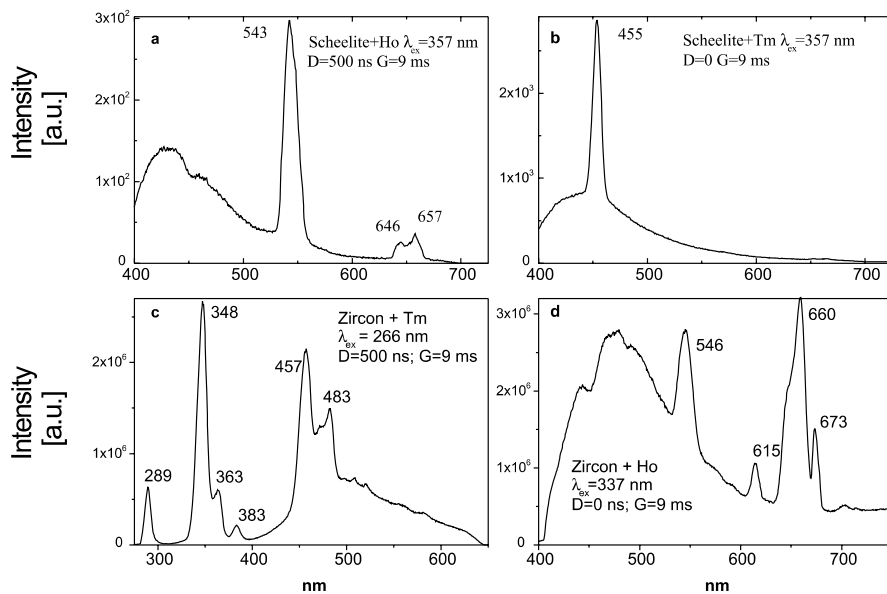 a
543
Scheelite+Ho λex=357 nm
D=500 ns G=9 ms
646
657
3x10²
2x10²
1x10²
0
400
500
600
700
Intensity
[a.u.]
b
455
Scheelite+Tm λex=357 nm
D=0 G=9 ms
2x10³
1x10³
0
400
500
600
700
c
348
Zircon + Tm
λex = 266 nm
D=500 ns; G=9 ms
457
483
289
363
383
2x10⁶
1x10⁶
0
300
400
500
600
nm
Intensity
[a.u.]
d
660
546
673
615
Zircon + Ho
λex=337 nm
D=0 ns; G=9 ms
3x10⁶
2x10⁶
1x10⁶
0
400
500
600
700
nm